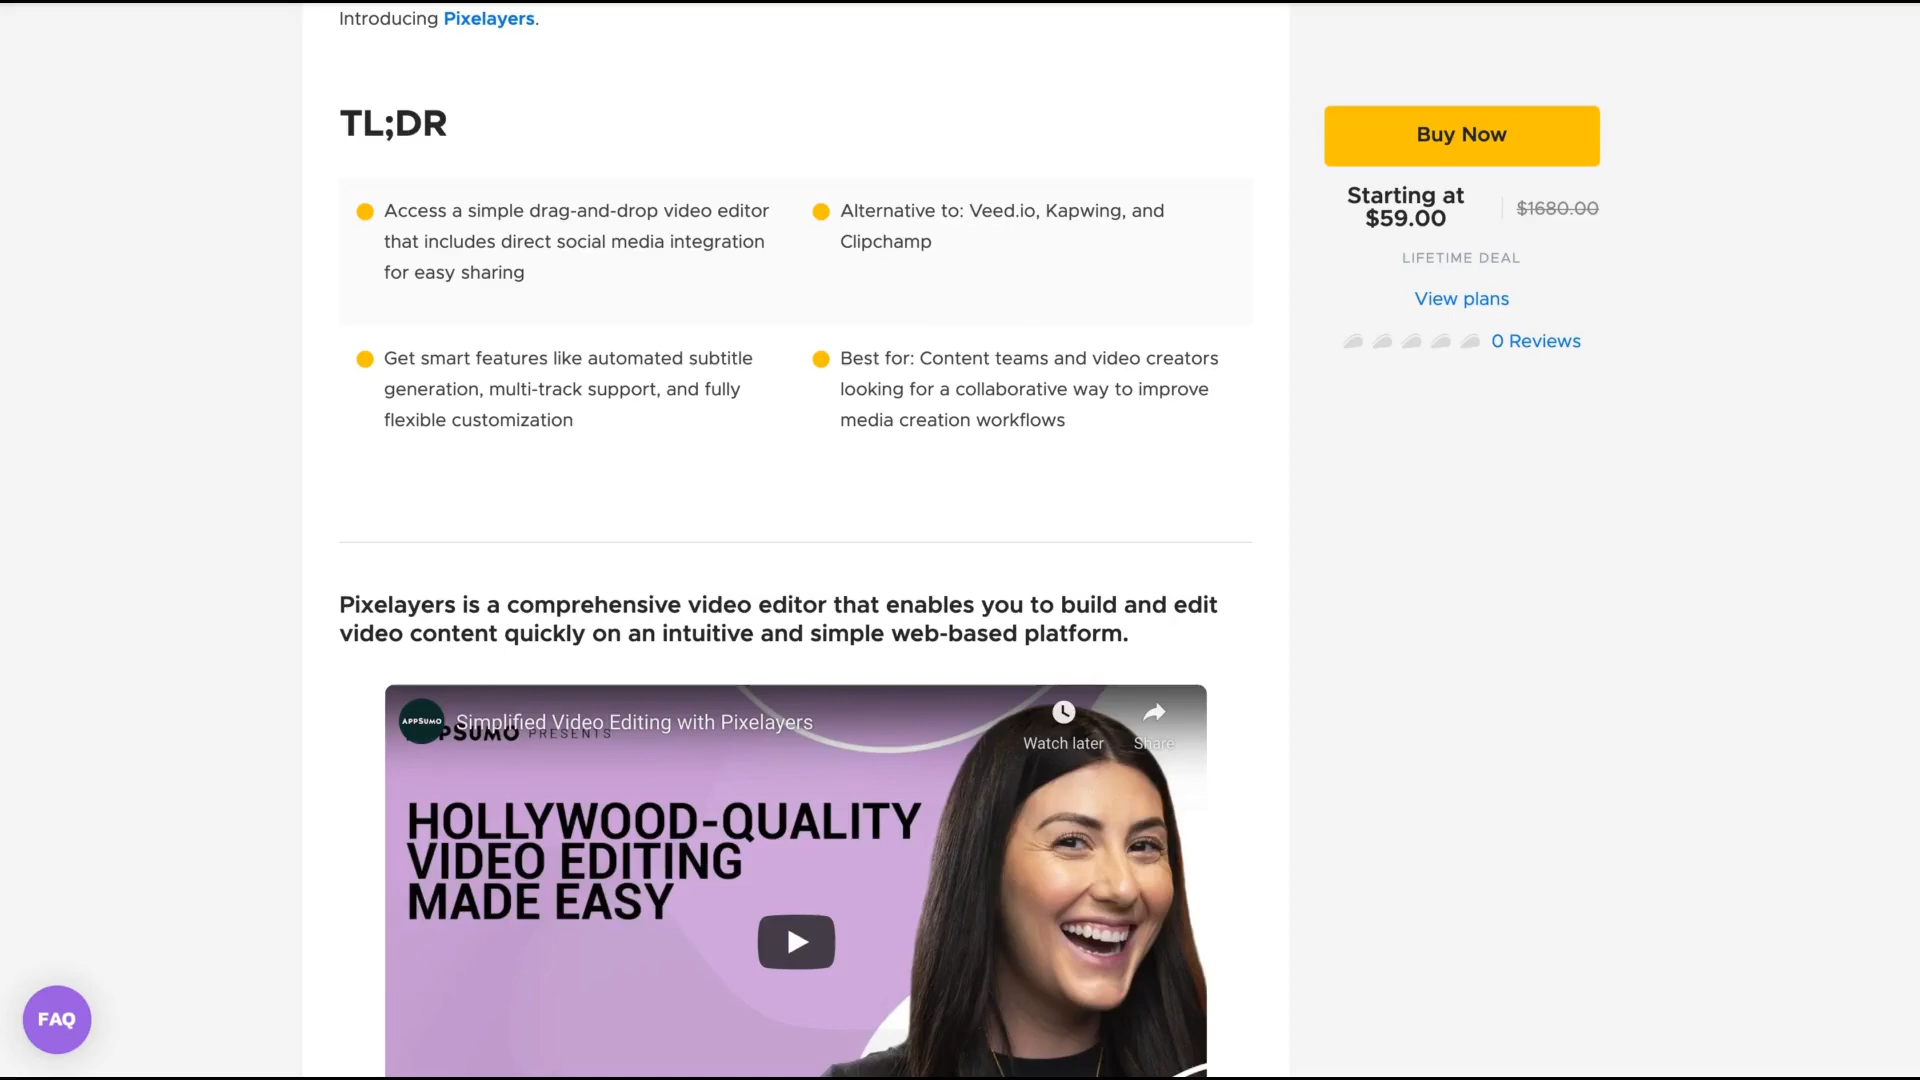 Introducing Pixelayers.
TL;DR
Access a simple drag-and-drop video editor
that includes direct social media integration
for easy sharing
Alternative to: Veed.io, Kapwing, and
Clipchamp
Get smart features like automated subtitle
generation, multi-track support, and fully
flexible customization
Best for: Content teams and video creators
looking for a collaborative way to improve
media creation workflows
Buy Now
Starting at
$59.00
$1680.00
LIFETIME DEAL
View plans
0 Reviews
Pixelayers is a comprehensive video editor that enables you to build and edit
video content quickly on an intuitive and simple web-based platform.
APPSUMO
Simplified Video Editing with Pixelayers
PSUMO PRESENTS
Watch later
Share
HOLLYWOOD-QUALITY
VIDEO EDITING
MADE EASY
FAQ